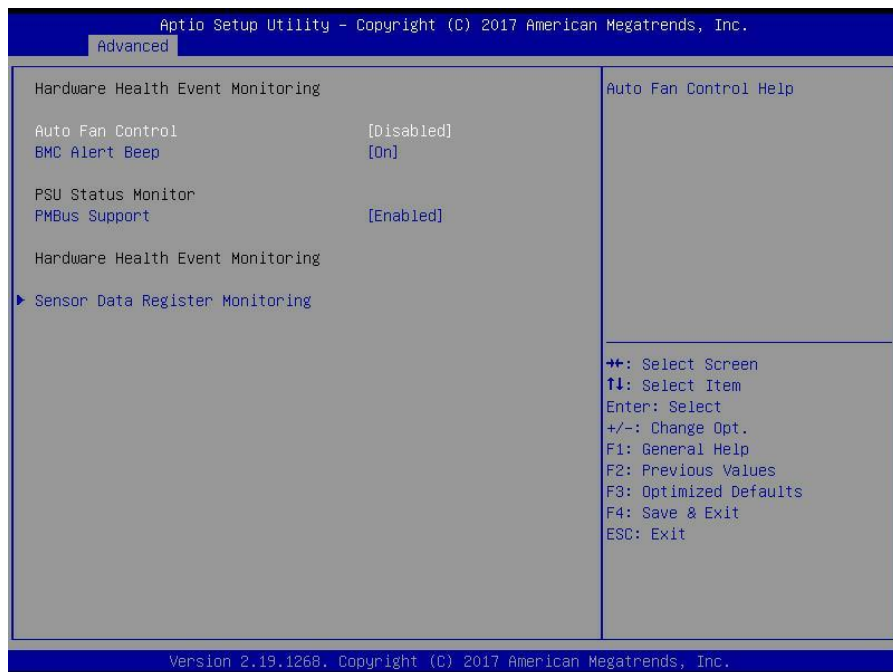 Aptio Setup Utility – Copyright (C) 2017 American Megatrends, Inc.
Advanced
Hardware Health Event Monitoring
Auto Fan Control [Disabled]
BMC Alert Beep [On]
PSU Status Monitor
PMBus Support [Enabled]
Hardware Health Event Monitoring
Sensor Data Register Monitoring
Auto Fan Control Help
→←: Select Screen
↑↓: Select Item
Enter: Select
+/-: Change Opt.
F1: General Help
F2: Previous Values
F3: Optimized Defaults
F4: Save & Exit
ESC: Exit
Version 2.19.1268. Copyright (C) 2017 American Megatrends, Inc.